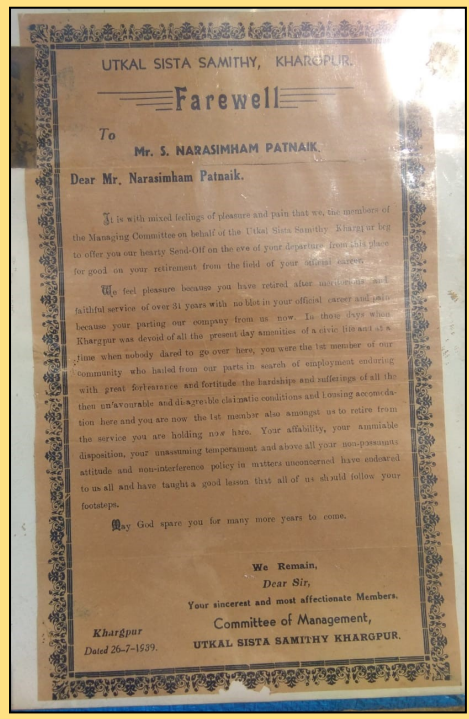 UTKAL SISTA SAMITHY, KHARGPUR.
Farewell
To
Mr. S. NARASIMHAM PATNAIK
Dear Mr. Narasimham Patnaik.
It is with mixed feelings of pleasure and pain that we, the members of
the Managing Committee on behalf of the Utkal Sista Samithy Khargpur beg
to offer you our hearty Send-Off on the eve of your departure from this place
for good on your retirement from the field of your official career.
We feel pleasure because you have retired after and
faithful service of over 31 years with no blot in your official career and pain
because your parting our company from us now. In those days when
Khargpur was devoid of all the present day amenities of a civic life and at a
time when nobody dared to go over here, you were the 1st member of our
community who haded from our parts in search of employment enduring
with great forbearance and fortitude the hardships and sufferings of all the
then unfavourable and disagreeable climatic conditions and housing accomoda-
tion here and you are now the 1st member also amongst us to retire from
the service you are holding now here. Your affability, your ammiable
disposition, your unassuming temperament and above all your non-possomus
attitude and non-interference policy in matters unconcerned have endeared
to us all and have taught a good lesson that all of us should follow your
footsteps.
May God spare you for many more years to come.
We Remain,
Dear Sir,
Your sincerest and most affectionate Members.
Committee of Management,
UTKAL SISTA SAMITHY KHARGPUR.
Khargpur
Dated 26-7-1939.